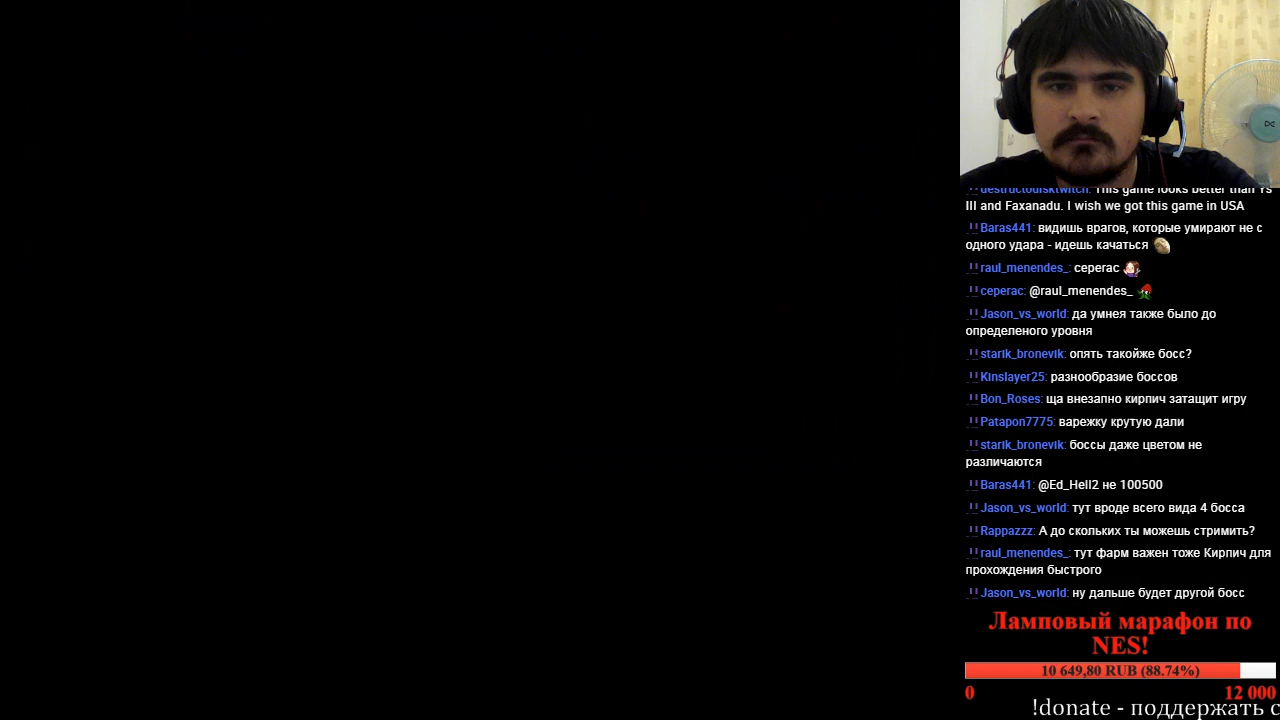 destructodisktwitch: This game looks better than Ys
III and Faxanadu. I wish we got this game in USA
Baras441: видишь врагов, которые умирают не с
одного удара - идешь качаться
raul_menendes_: ceperac
ceperac: @raul_menendes_
Jason_vs_world: да умнея также было до
определеного уровня
starik_bronevik: опять такойже босс?
Kinslayer25: разнообразие боссов
Bon_Roses: ща внезапно кирпич затащит игру
Patapon7775: варежку крутую дали
starik_bronevik: боссы даже цветом не
различаются
Baras441: @Ed_Hell2 не 100500
Jason_vs_world: тут вроде всего вида 4 босса
Rappazzz: А до скольких ты можешь стримить?
raul_menendes_: тут фарм важен тоже Кирпич для
прохождения быстрого
Jason_vs_world: ну дальше будет другой босс
Ламповый марафон по
NES!
10 649,80 RUB (88.74%)
0 12 000
!donate - поддержать с